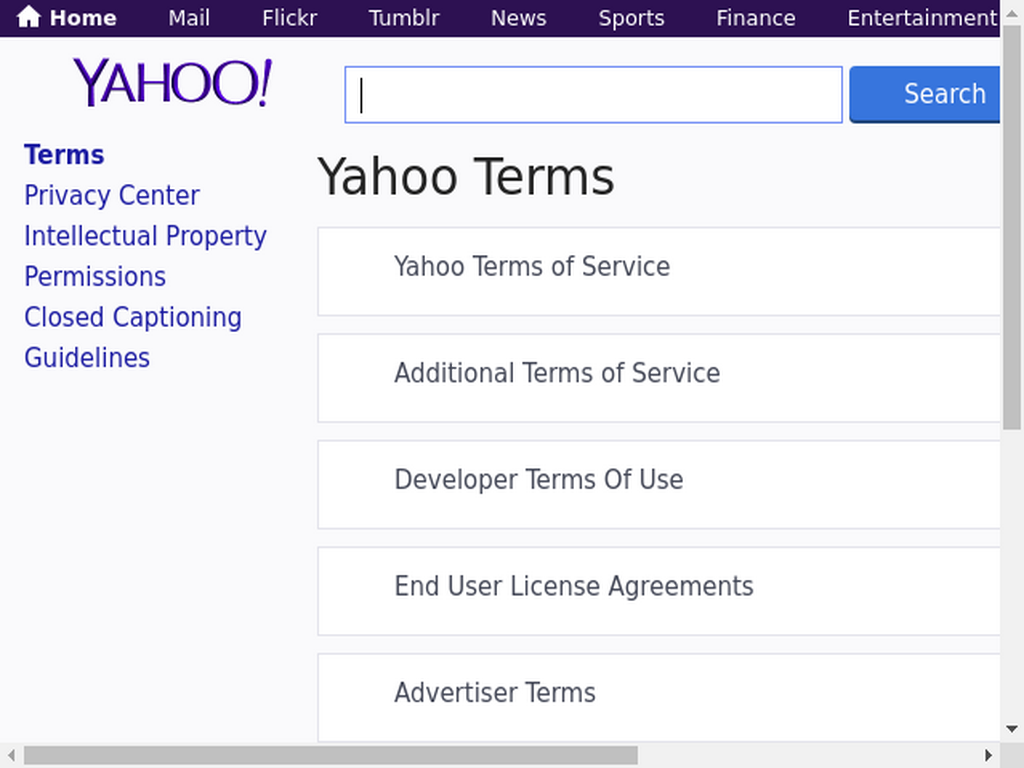 Home Mail Flickr Tumblr News Sports Finance Entertainment
YAHOO!
Search
Terms
Privacy Center
Intellectual Property
Permissions
Closed Captioning
Guidelines
Yahoo Terms
Yahoo Terms of Service
Additional Terms of Service
Developer Terms Of Use
End User License Agreements
Advertiser Terms